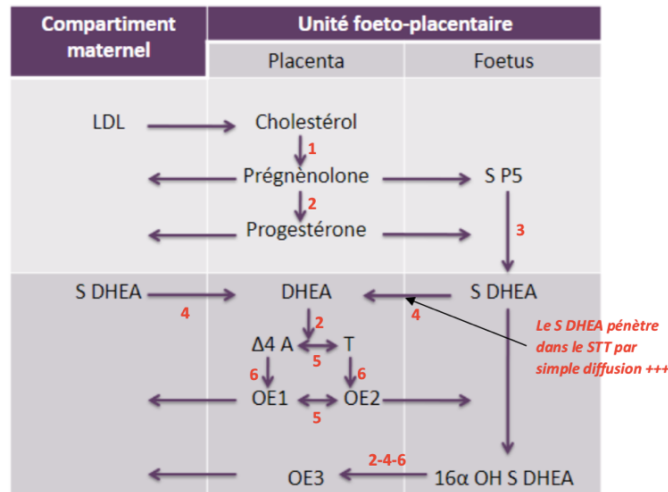 Compartiment maternel
Unité foeto-placentaire
Placenta
Foetus
LDL
Cholestérol
1
Prégnènolone
S P5
2
3
Progestérone
S DHEA
DHEA
S DHEA
4
4
2
Le S DHEA pénètre
dans le STT par
simple diffusion +++
Δ4 A
T
5
6
6
OE1
OE2
5
2-4-6
OE3
16α OH S DHEA